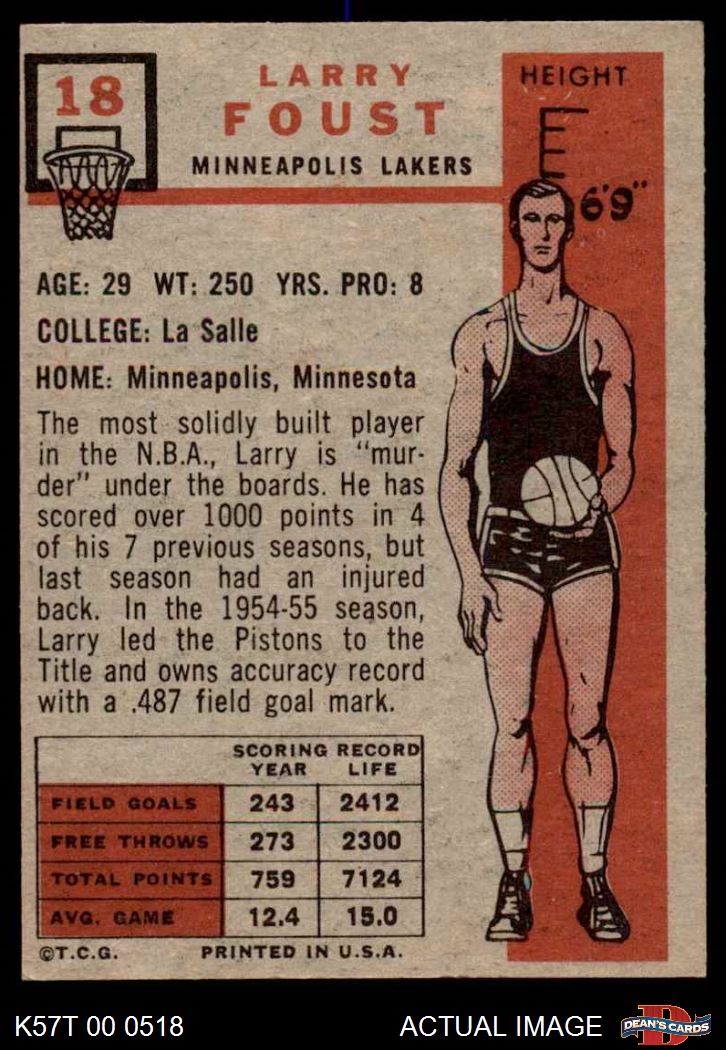 18
LARRY
FOUST
MINNEAPOLIS LAKERS
HEIGHT
6'9"
AGE: 29 WT: 250 YRS. PRO: 8
COLLEGE: La Salle
HOME: Minneapolis, Minnesota
The most solidly built player
in the N.B.A., Larry is "mur-
der" under the boards. He has
scored over 1000 points in 4
of his 7 previous seasons, but
last season had an injured
back. In the 1954-55 season,
Larry led the Pistons to the
Title and owns accuracy record
with a .487 field goal mark.
SCORING RECORD
YEAR LIFE
FIELD GOALS 243 2412
FREE THROWS 273 2300
TOTAL POINTS 759 7124
AVG. GAME 12.4 15.0
©T.C.G. PRINTED IN U.S.A.
K57T 00 0518 ACTUAL IMAGE D DEAN'S CARDS